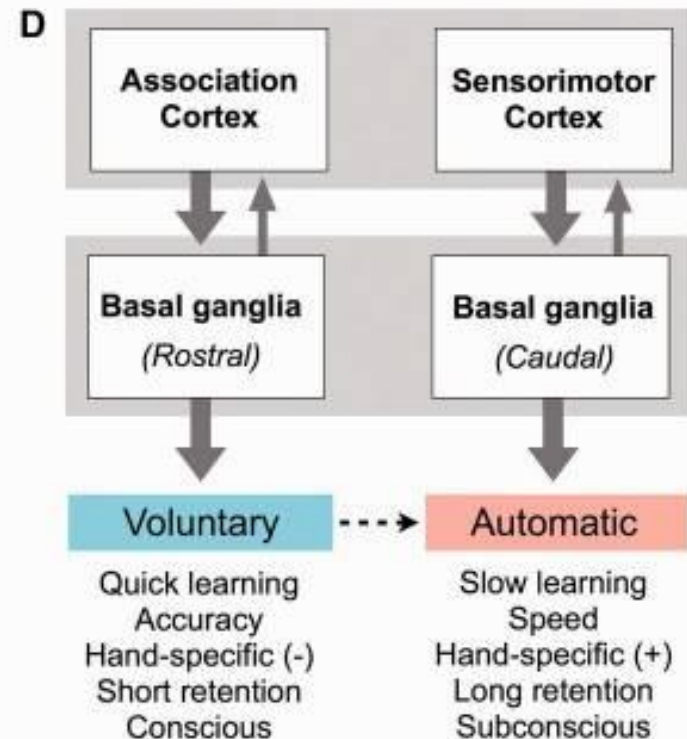 D
Association
Cortex
Sensorimotor
Cortex
Basal ganglia
(Rostral)
Basal ganglia
(Caudal)
Voluntary
Automatic
Quick learning
Accuracy
Hand-specific (-)
Short retention
Conscious
Slow learning
Speed
Hand-specific (+)
Long retention
Subconscious